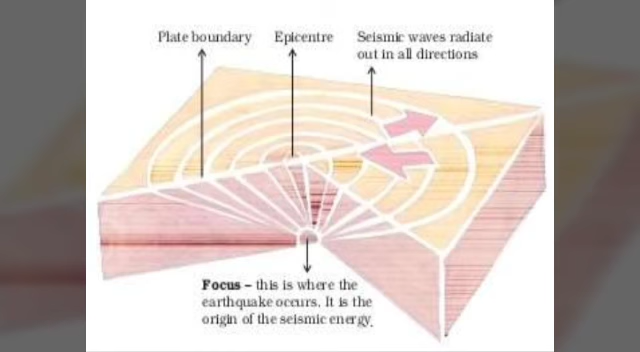 Plate boundary
Epicentre
Seismic waves radiate
out in all directions
Focus – this is where the
earthquake occurs. It is the
origin of the seismic energy.